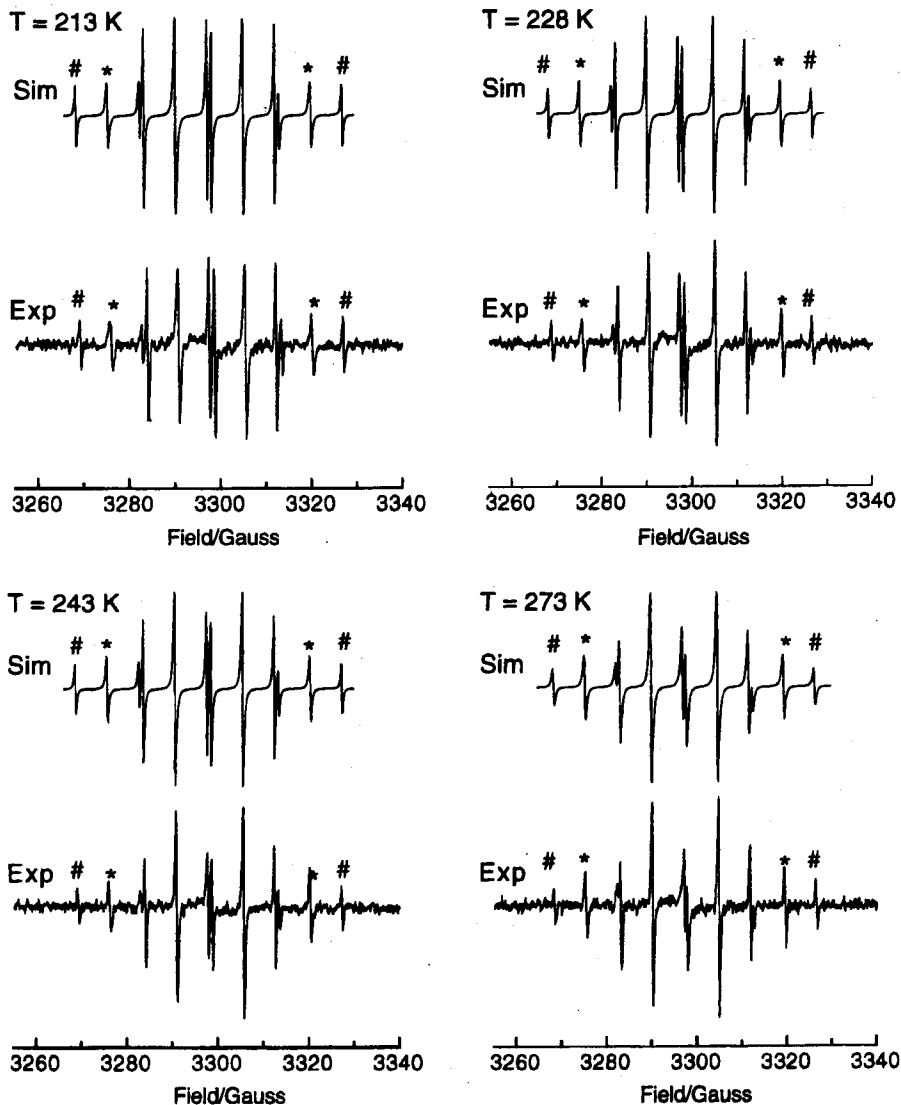 T = 213 K
# * * #
Sim
# * * #
Exp
3260 3280 3300 3320 3340
Field/Gauss
T = 228 K
# * * #
Sim
# * * #
Exp
3260 3280 3300 3320 3340
Field/Gauss
T = 243 K
# * * #
Sim
# * * #
Exp
3260 3280 3300 3320 3340
Field/Gauss
T = 273 K
# * * #
Sim
# * * #
Exp
3260 3280 3300 3320 3340
Field/Gauss